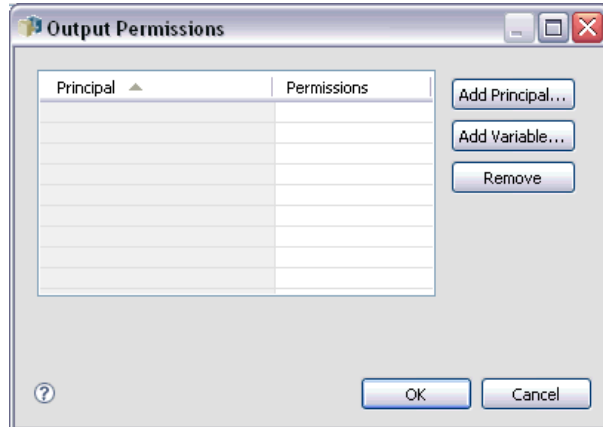 Output Permissions
Principal Permissions
Add Principal...
Add Variable...
Remove
?
OK Cancel